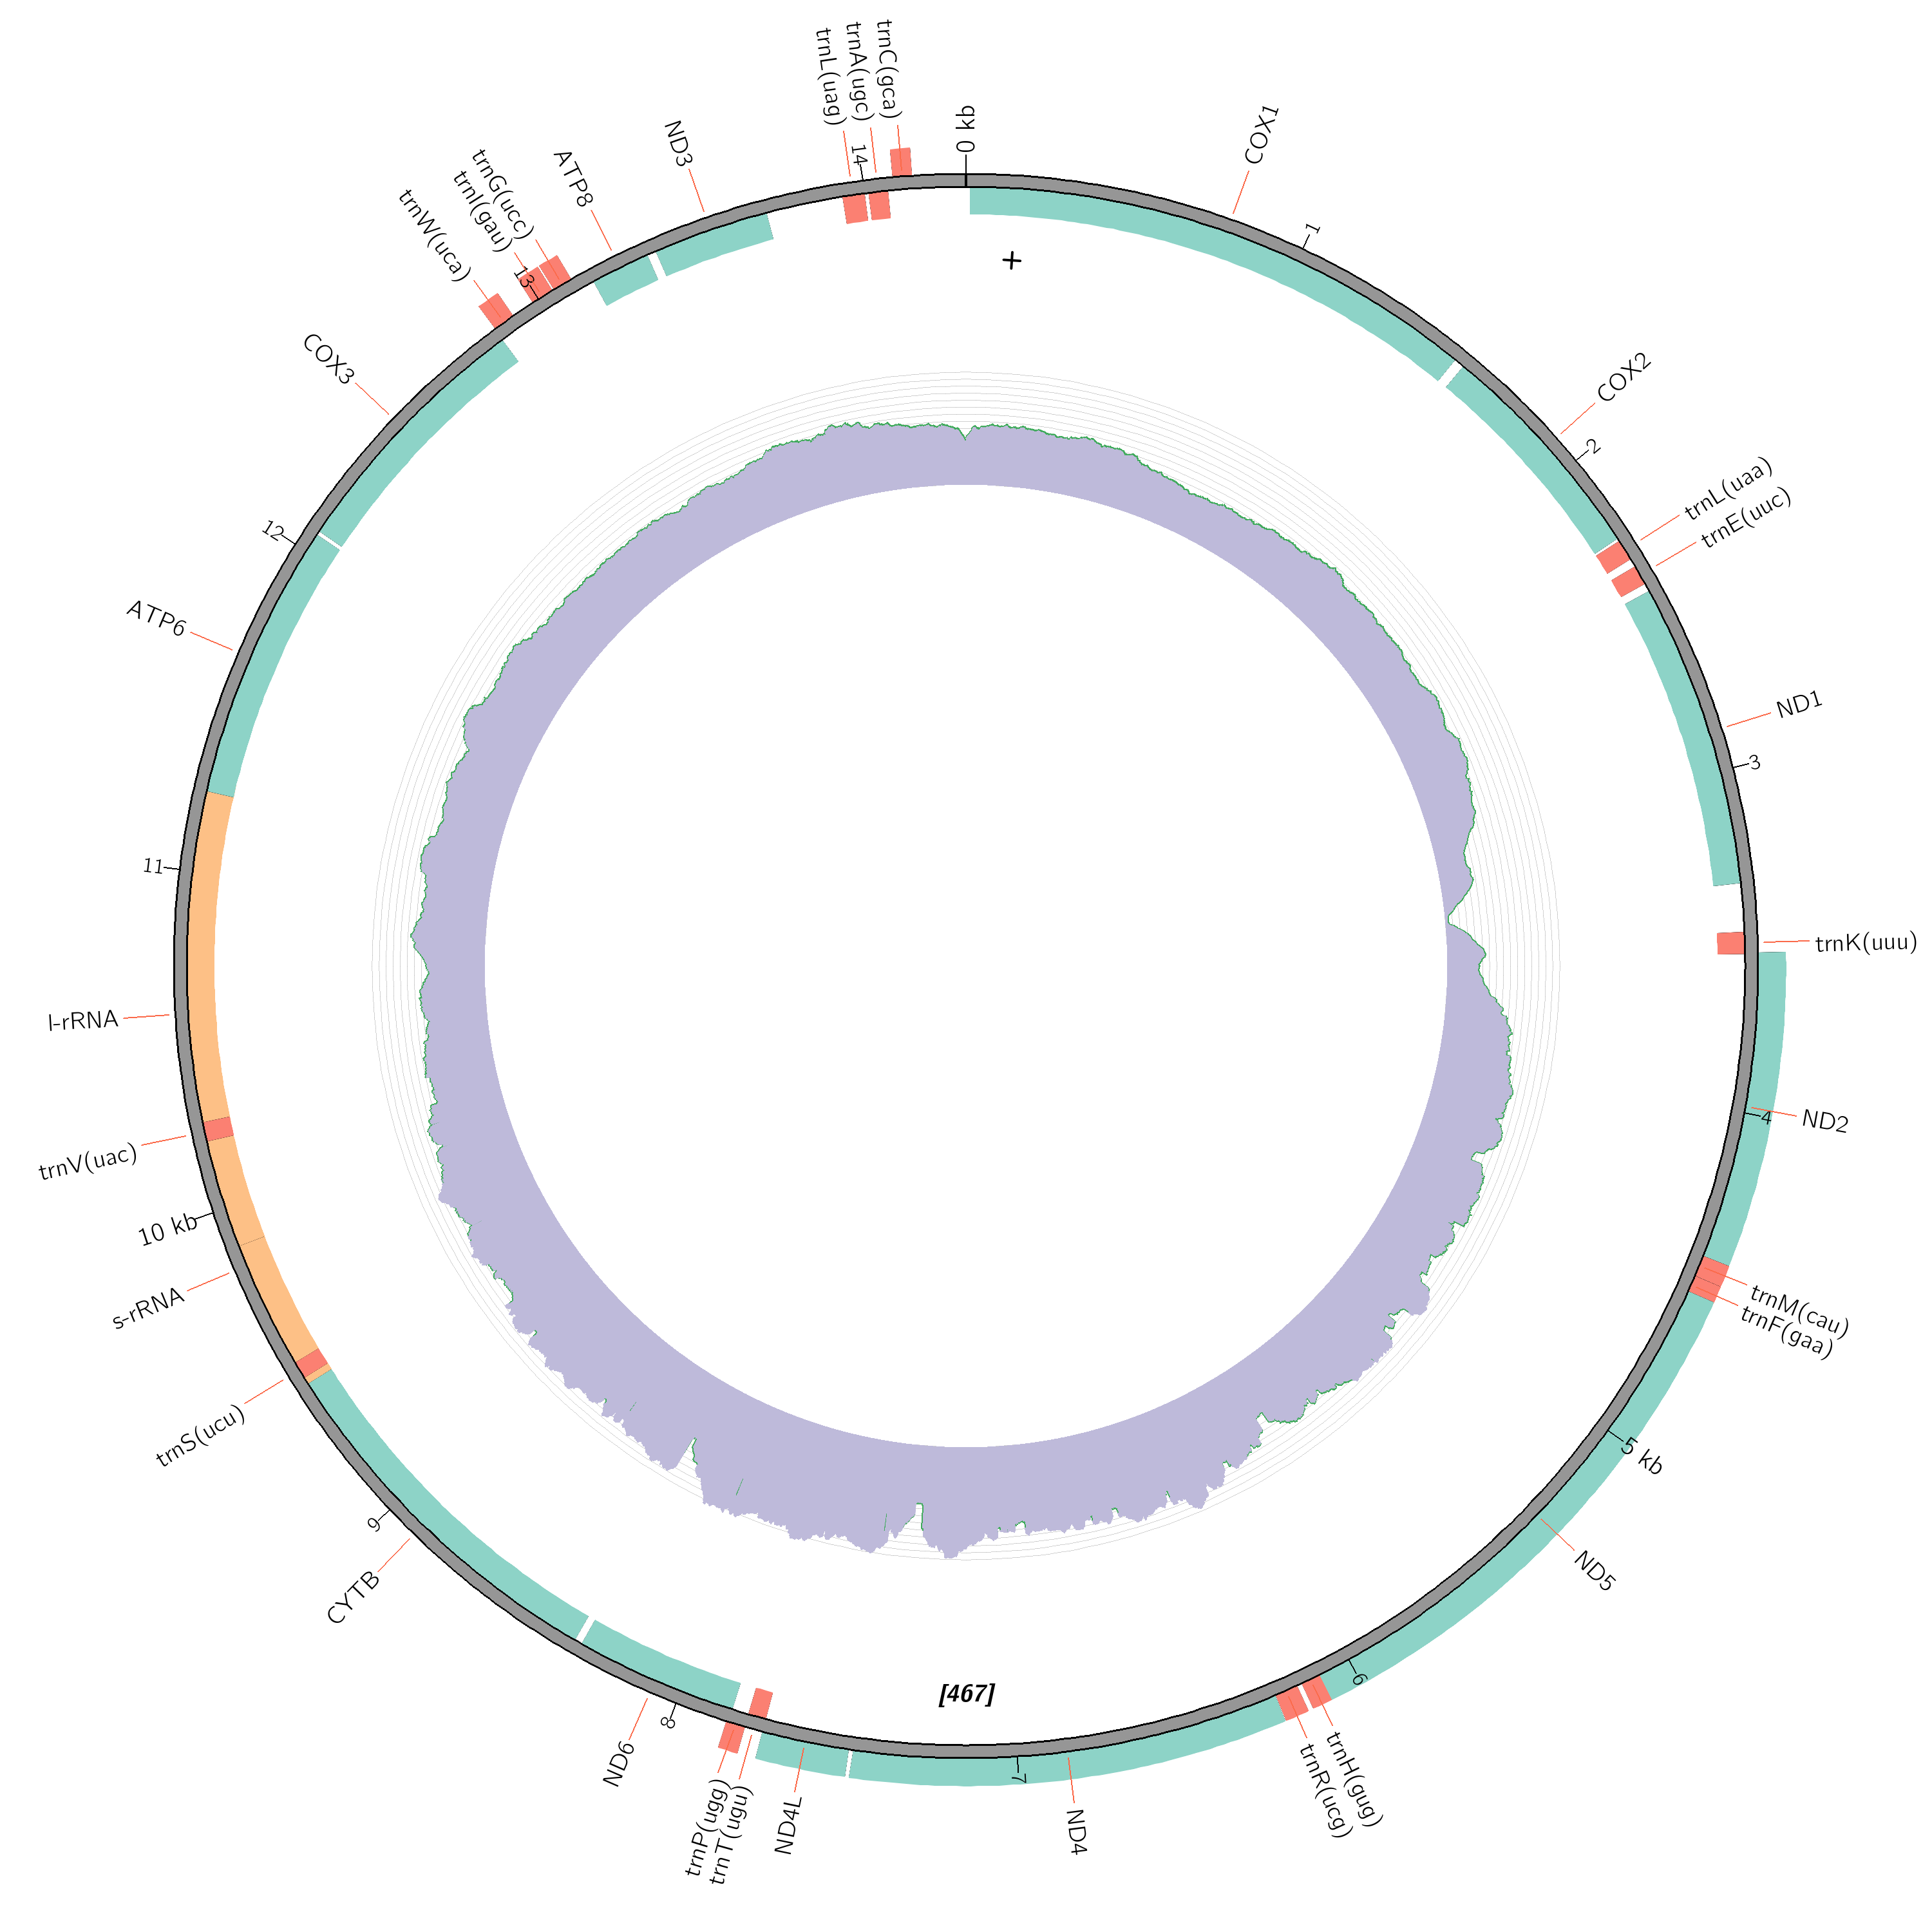 0 kb
COX1
1
COX2
2
trnL(uaa)
trnE(uuc)
ND1
3
trnK(uuu)
ND2
4
trnM(cau)
trnF(gaa)
5 kb
ND5
6
trnH(gug)
trnR(ucg)
ND4
7
ND4L
trnT(ugu)
trnP(ugg)
8
ND6
CYTB
9
trnS(ucu)
s-rRNA
10 kb
trnV(uac)
l-rRNA
11
ATP6
12
COX3
trnW(uca)
13
trnI(gau)
trnG(ucc)
ATP8
ND3
trnL(uag)
14
trnA(ugc)
trnC(gca)
+
[467]